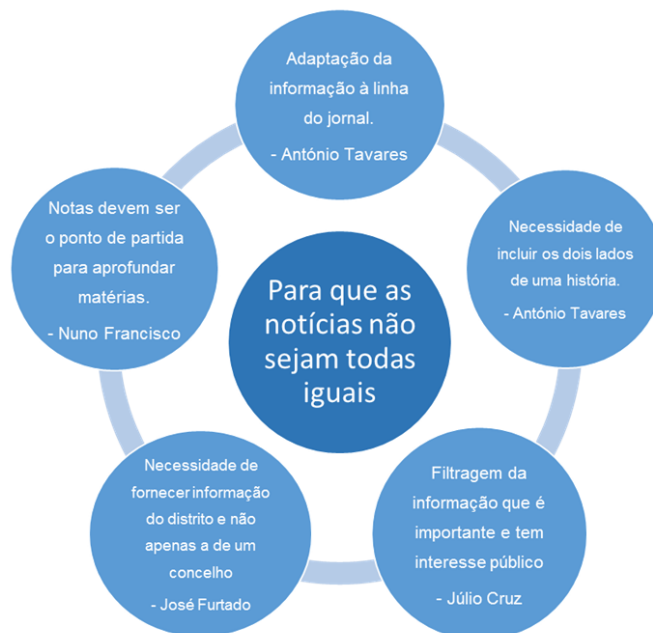 Adaptação da
informação à linha
do jornal.
- António Tavares
Necessidade de
incluir os dois lados
de uma história.
- António Tavares
Filtragem da
informação que é
importante e tem
interesse público
- Júlio Cruz
Necessidade de
fornecer informação
do distrito e não
apenas a de um
concelho
- José Furtado
Notas devem ser
o ponto de partida
para aprofundar
matérias.
- Nuno Francisco
Para que as
notícias não
sejam todas
iguais